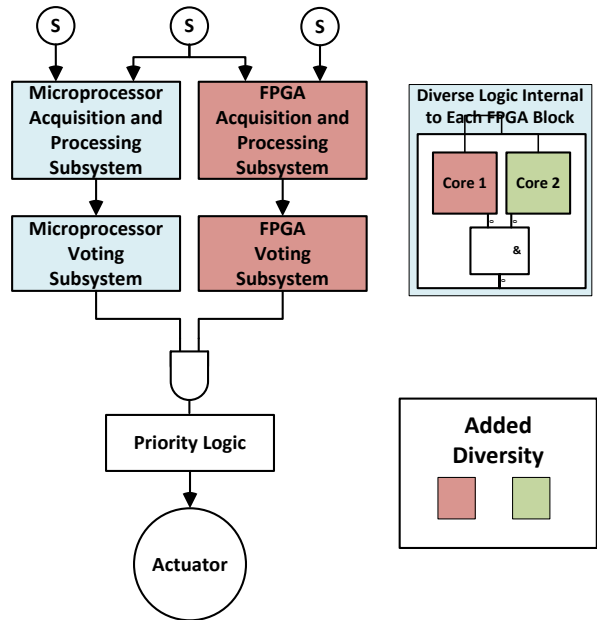 S
S
S
Microprocessor
Acquisition and
Processing
Subsystem
FPGA
Acquisition and
Processing
Subsystem
Microprocessor
Voting
Subsystem
FPGA
Voting
Subsystem
Priority Logic
Actuator
Diverse Logic Internal
to Each FPGA Block
Core 1
Core 2
&
Added
Diversity